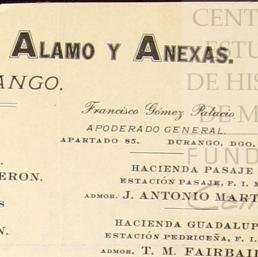 ALAMO Y ANEXAS.
ANGO.
Francisco Gómez Palacio
APODERADO GENERAL.
APARTADO 85. DURANGO, DGO.
HACIENDA PASAJE
ERON. ESTACIÓN PASAJE, F. I. M
ADMOR. J. ANTONIO MART
HACIENDA GUADALUP
N. ESTACIÓN PEDRICEÑA, F. I.
ADMOR. T. M. FAIRBAI
CENT
ESTU
DE HIS
DE M
FUND